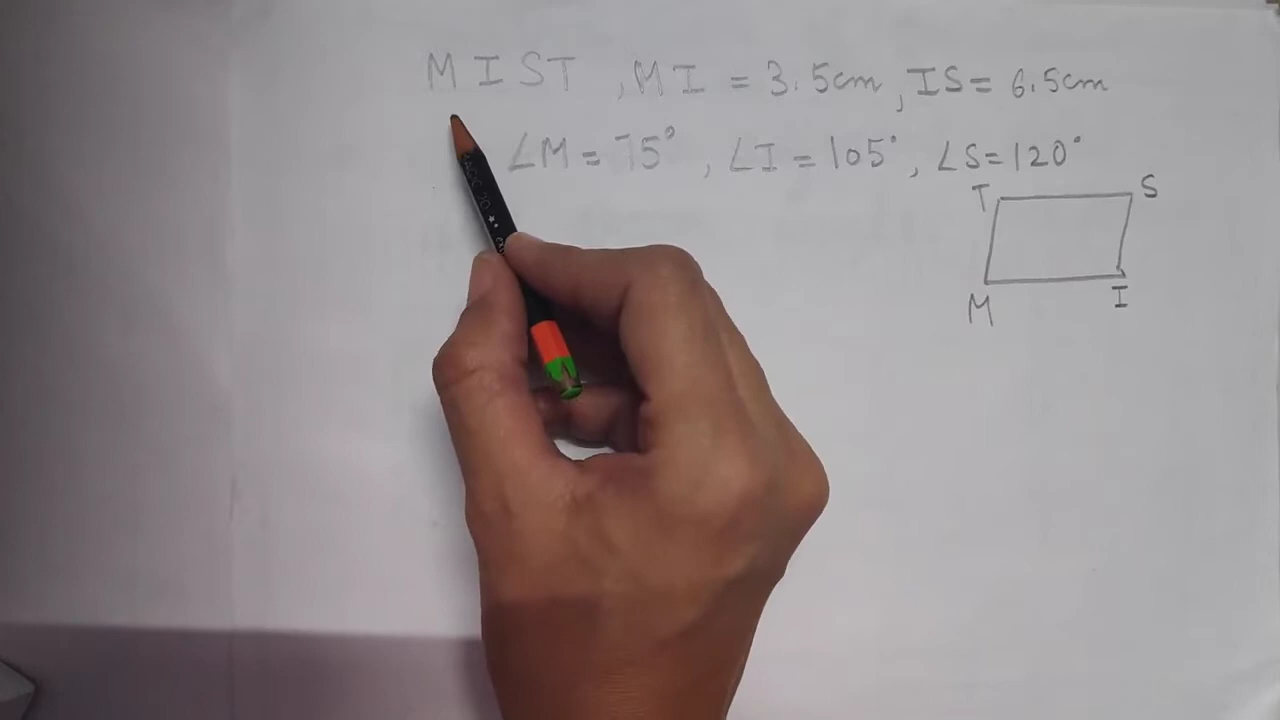 MIST , MI = 3.5cm, IS= 6.5cm
∠M = 75°, ∠I = 105°, ∠S=120°
T S
M I